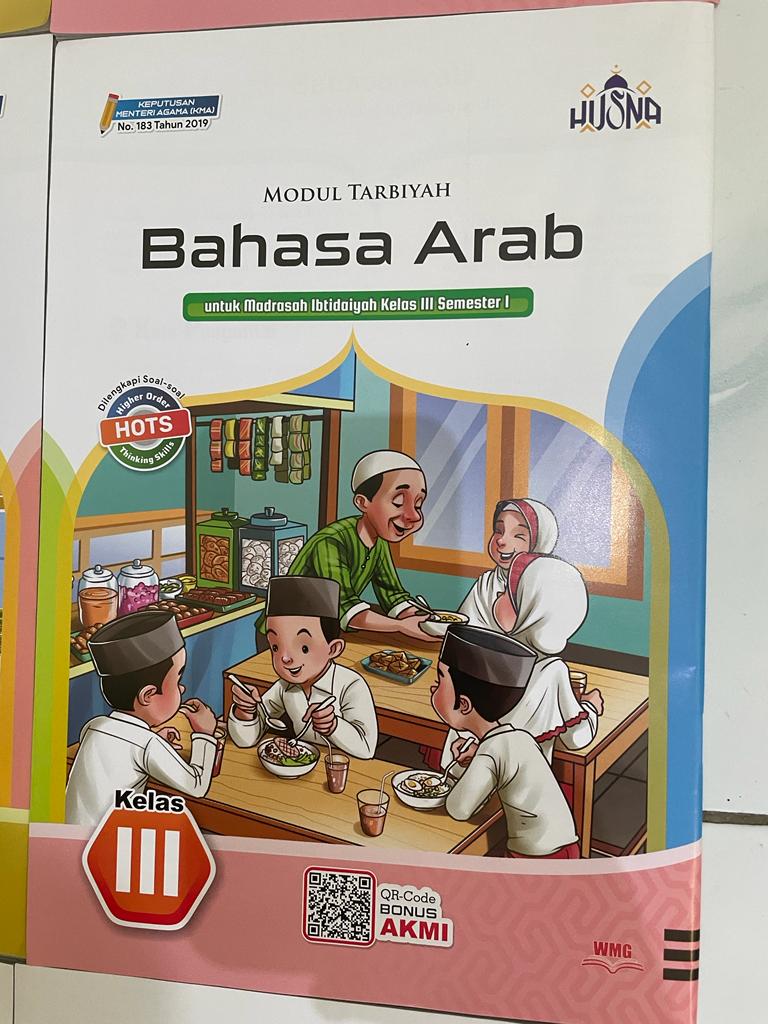 KEPUTUSAN
MENTERI AGAMA (KMA)
No. 183 Tahun 2019
HUSNA
MODUL TARBIYAH
Bahasa Arab
untuk Madrasah Ibtidaiyah Kelas III Semester I
Dilengkapi Soal-soal
Higher Order
HOTS
Thinking Skills
Kelas
III
QR-Code
BONUS
AKMI
WMG